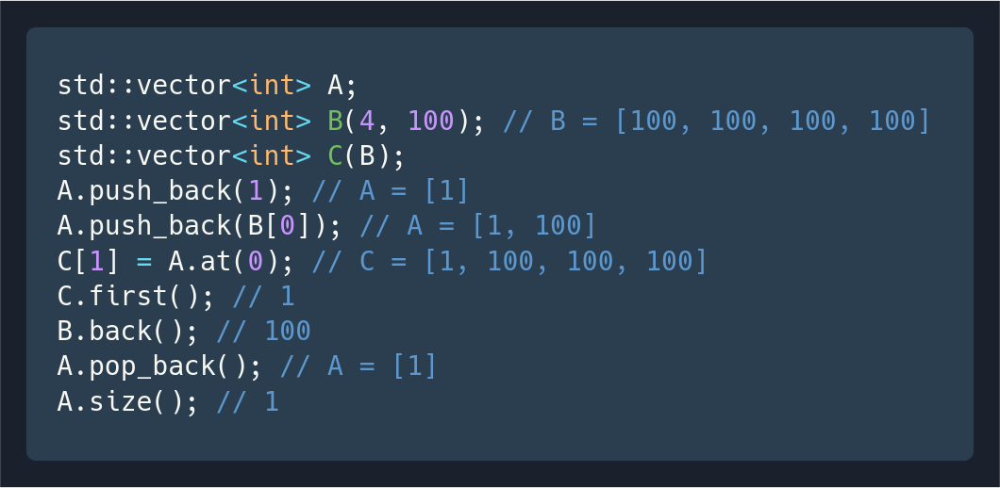 std::vector<int> A;
std::vector<int> B(4, 100); // B = [100, 100, 100, 100]
std::vector<int> C(B);
A.push_back(1); // A = [1]
A.push_back(B[0]); // A = [1, 100]
C[1] = A.at(0); // C = [1, 100, 100, 100]
C.first(); // 1
B.back(); // 100
A.pop_back(); // A = [1]
A.size(); // 1